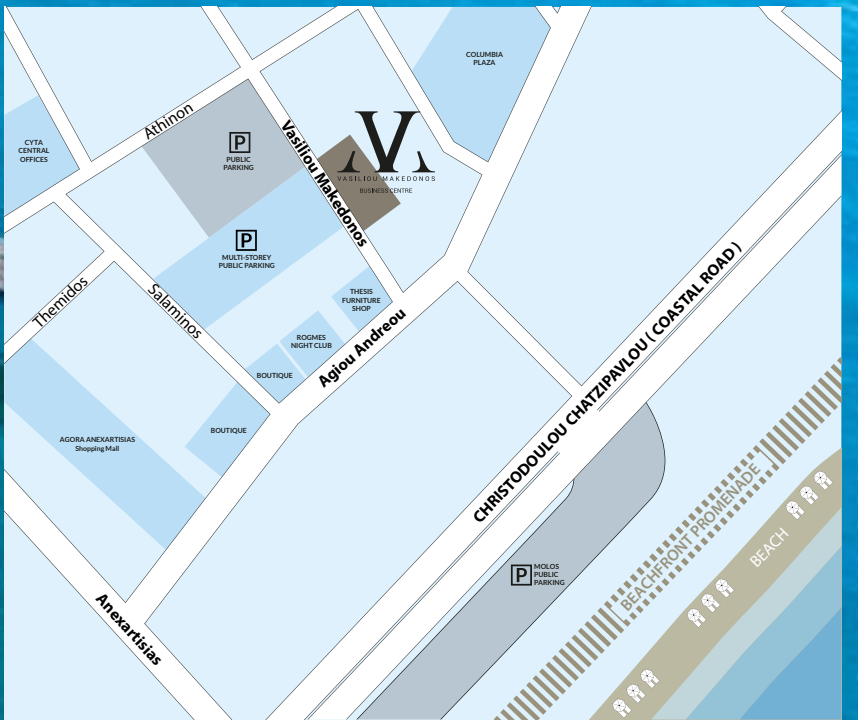 COLUMBIA
PLAZA
Athinon
CYTA
CENTRAL
OFFICES
P
PUBLIC
PARKING
Vasiliou Makedonos
VM
VASILIOU MAKEDONOS
BUSINESS CENTRE
P
MULTI-STOREY
PUBLIC PARKING
Themidos
Salaminos
THESIS
FURNITURE
SHOP
ROGMES
NIGHT CLUB
Agiou Andreou
BOUTIQUE
BOUTIQUE
AGORA ANEXARTISIAS
Shopping Mall
CHRISTODOULOU CHATZIPAVLOU ( COASTAL ROAD )
P
MOLOS
PUBLIC
PARKING
BEACHFRONT PROMENADE
BEACH
Anexartisias